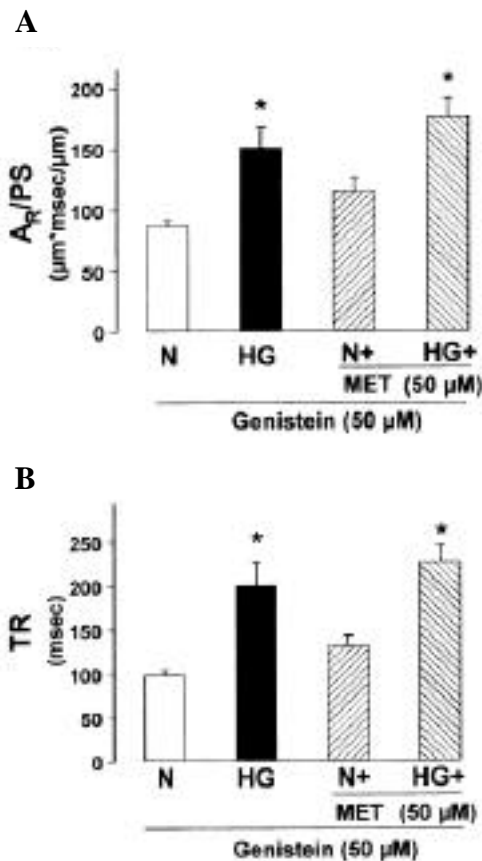 A
A_R/PS
(µm*msec/µm)
200
150
100
50
0
*
*
N HG N+ HG+
MET (50 µM)
Genistein (50 µM)
B
TR
(msec)
250
200
150
100
50
0
*
*
N HG N+ HG+
MET (50 µM)
Genistein (50 µM)